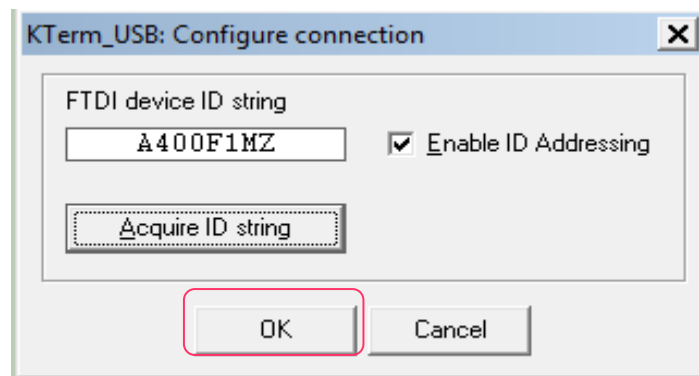 KTerm_USB: Configure connection
FTDI device ID string
A400F1MZ
Enable ID Addressing
Acquire ID string
OK
Cancel